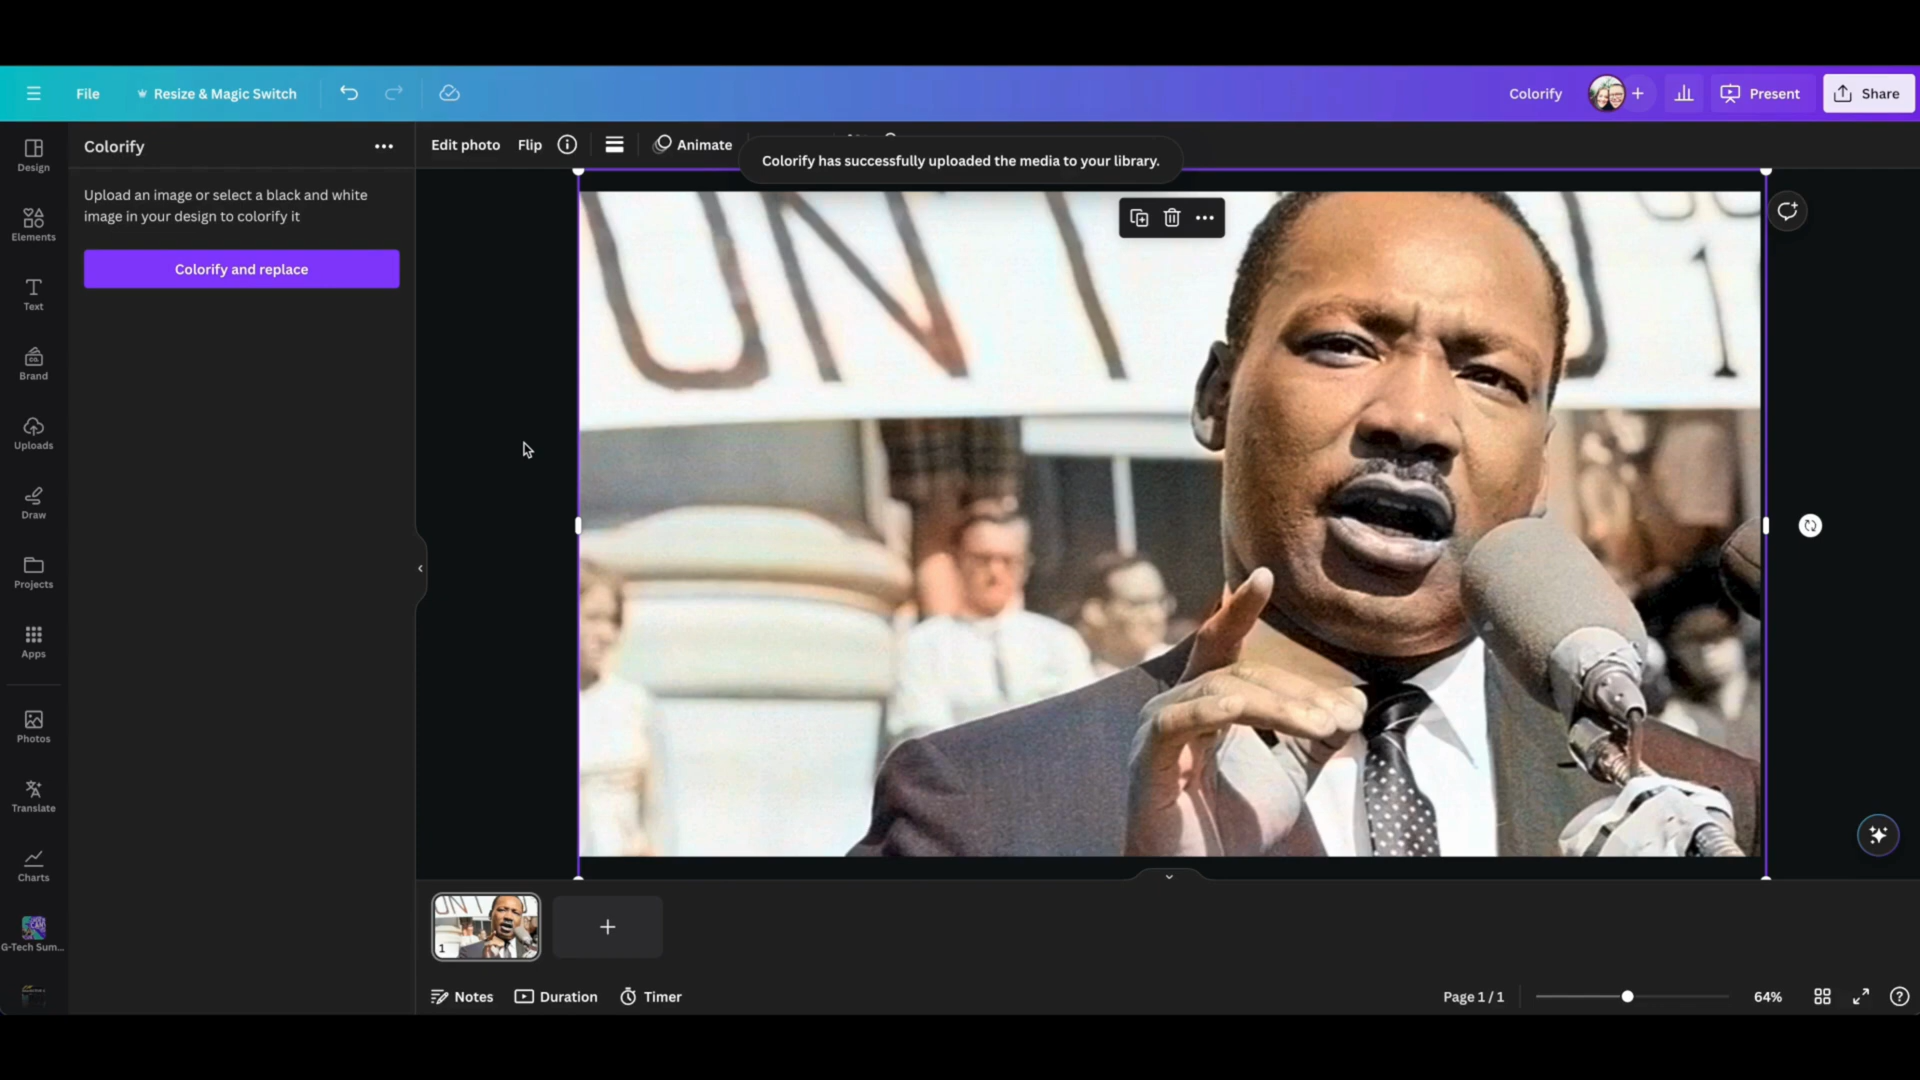 File
Resize & Magic Switch
Colorify
Present
Share
Design
Elements
Text
Brand
Uploads
Draw
Projects
Apps
Photos
Translate
Charts
G-Tech Sum...
Colorify
Upload an image or select a black and white
image in your design to colorify it
Colorify and replace
Edit photo
Flip
Animate
Colorify has successfully uploaded the media to your library.
UNT
1
Notes
Duration
Timer
Page 1 / 1
64%